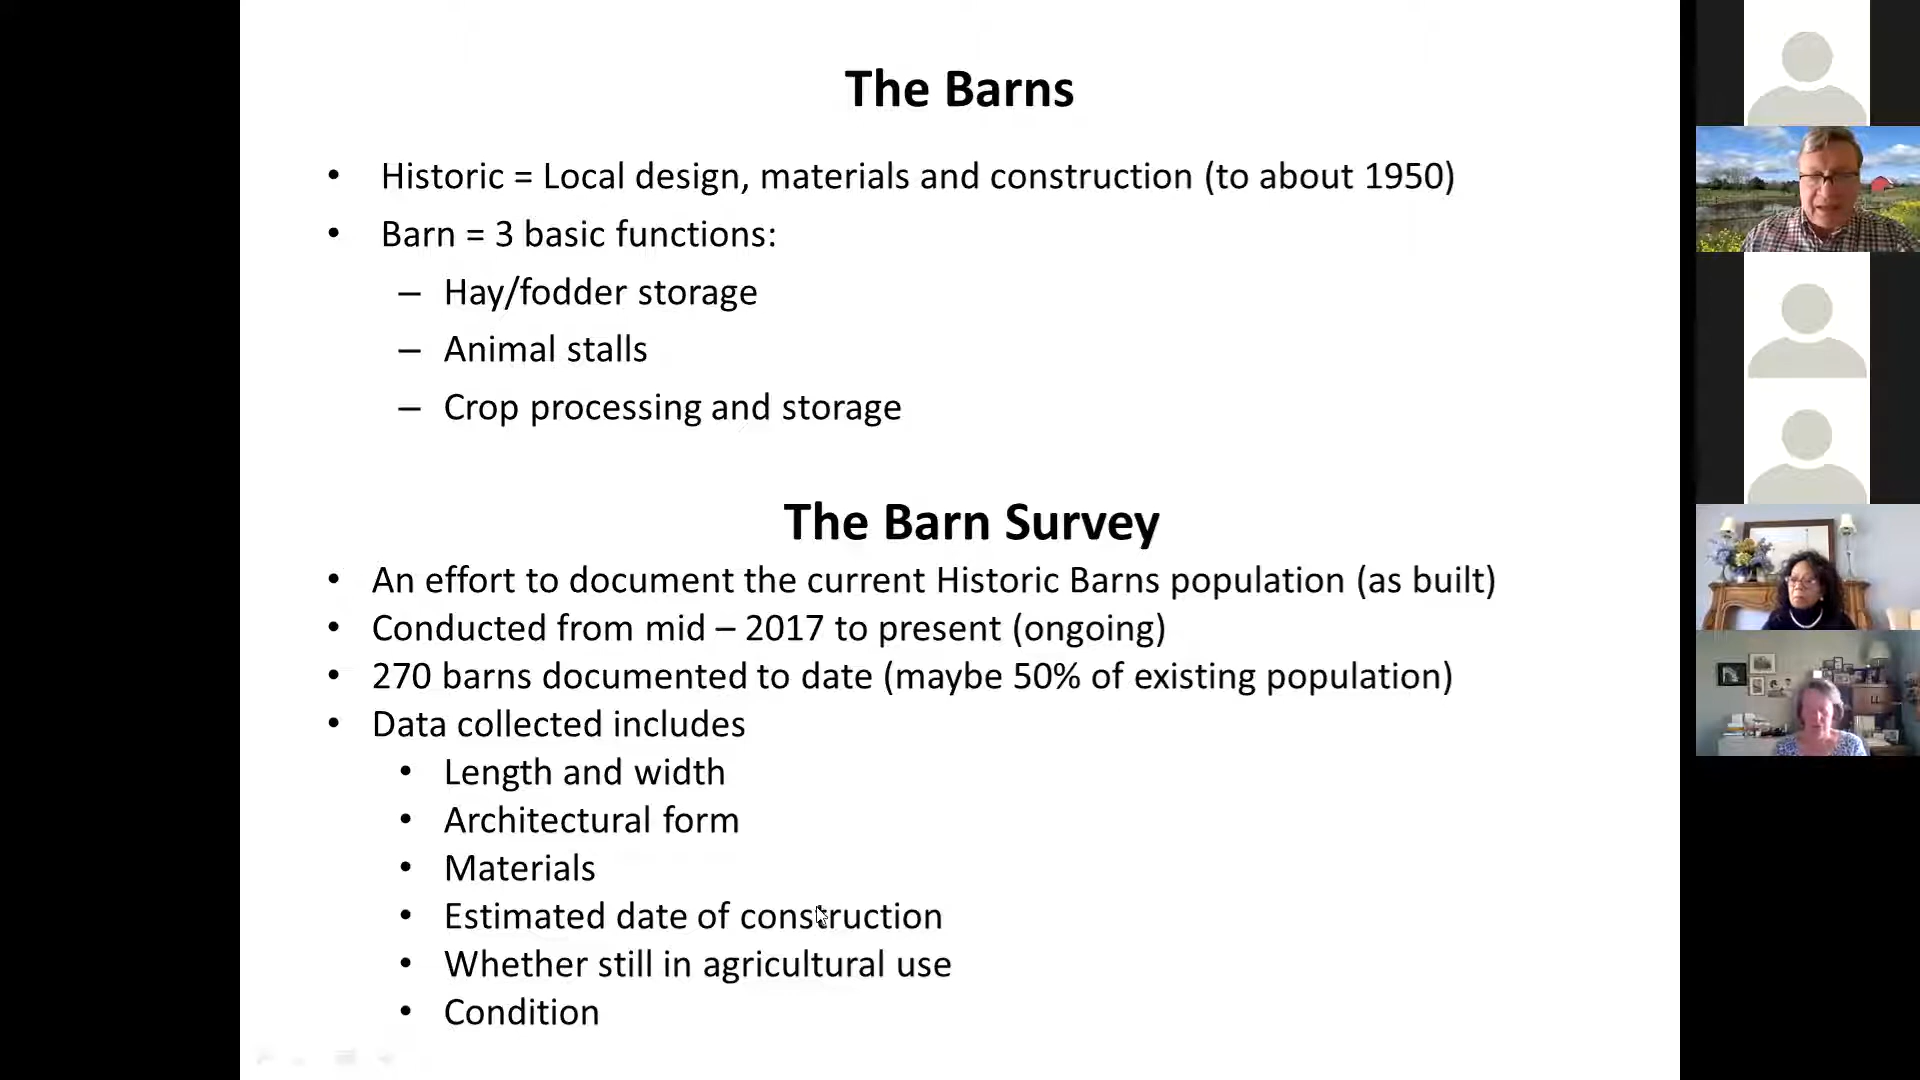 The Barns
• Historic = Local design, materials and construction (to about 1950)
• Barn = 3 basic functions:
– Hay/fodder storage
– Animal stalls
– Crop processing and storage
The Barn Survey
• An effort to document the current Historic Barns population (as built)
• Conducted from mid – 2017 to present (ongoing)
• 270 barns documented to date (maybe 50% of existing population)
• Data collected includes
• Length and width
• Architectural form
• Materials
• Estimated date of construction
• Whether still in agricultural use
• Condition